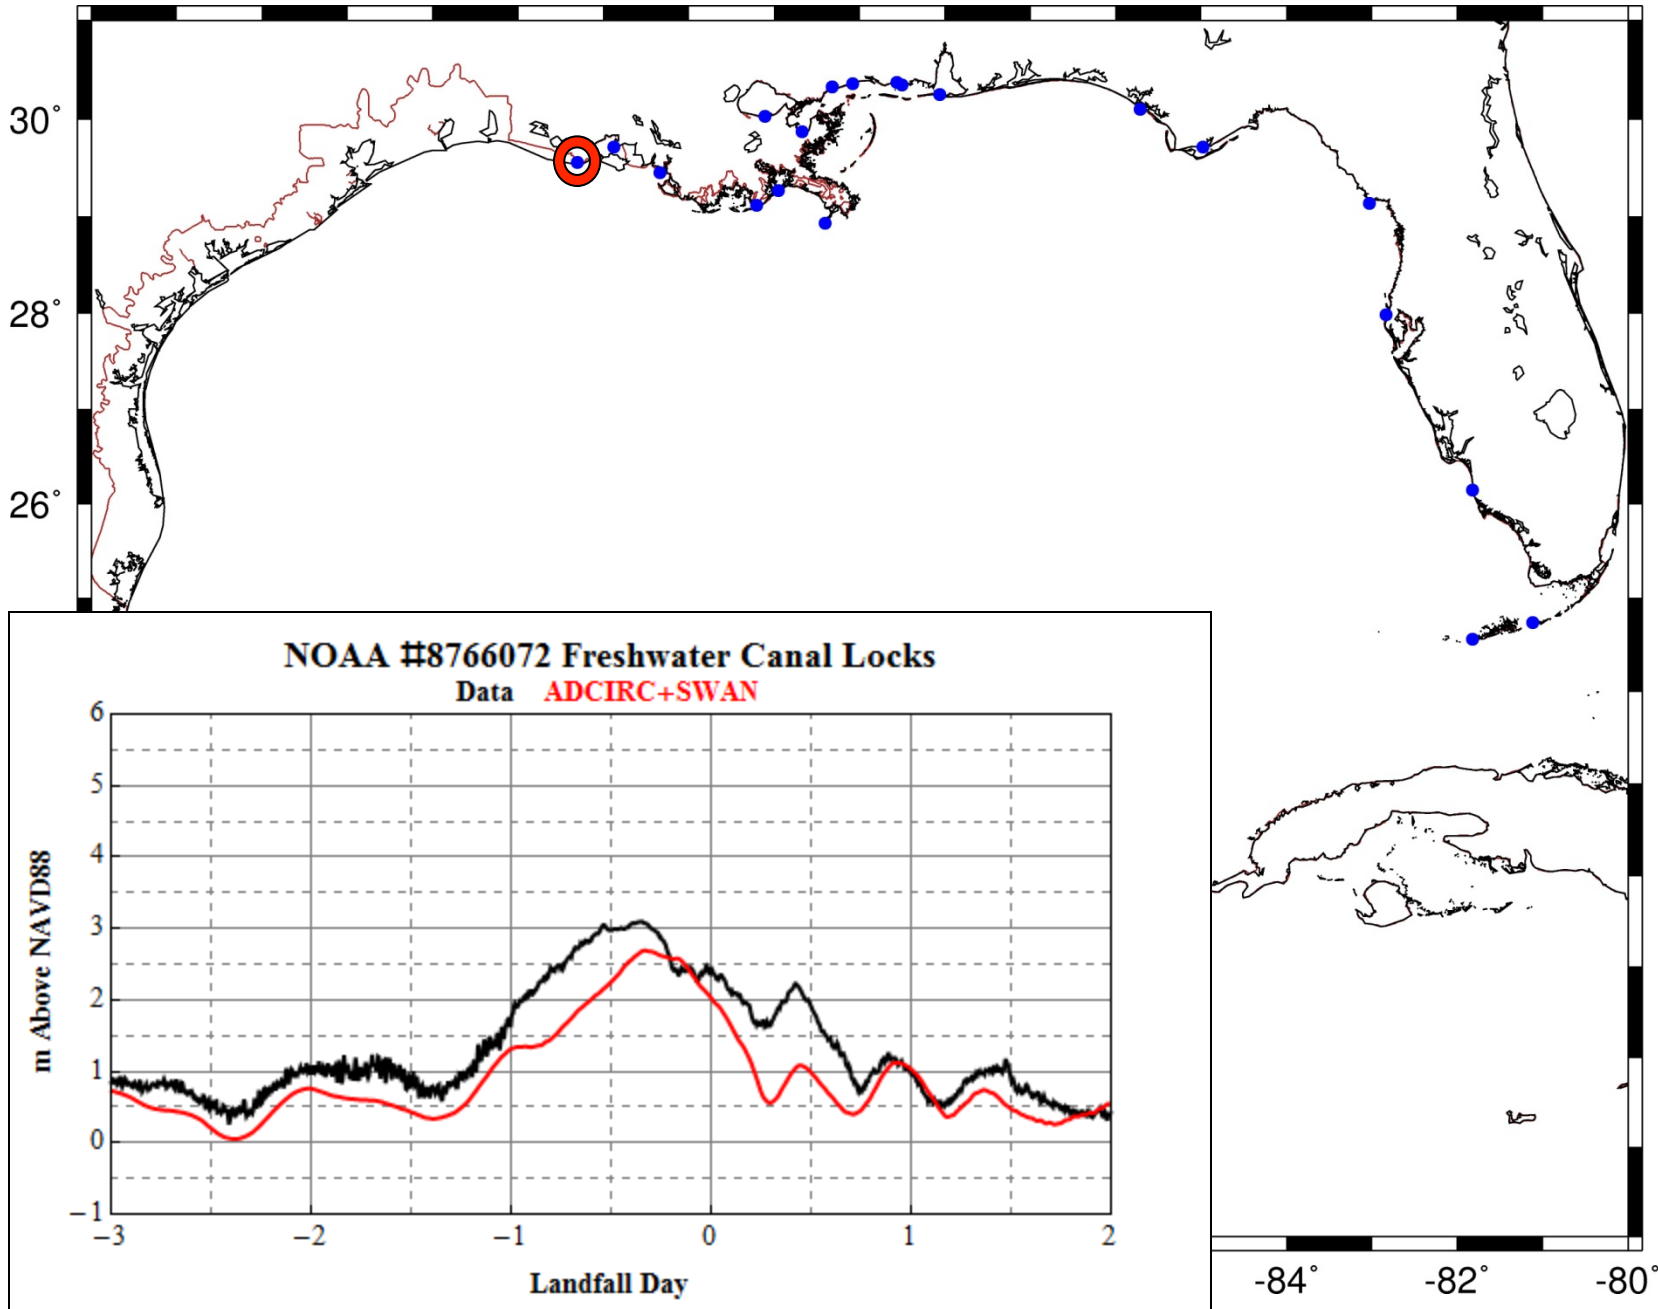 30°
28°
26°
NOAA #8766072 Freshwater Canal Locks
Data ADCIRC+SWAN
6
5
4
3
2
1
0
−1
m Above NAVD88
−3 −2 −1 0 1 2
Landfall Day
-84° -82° -80°